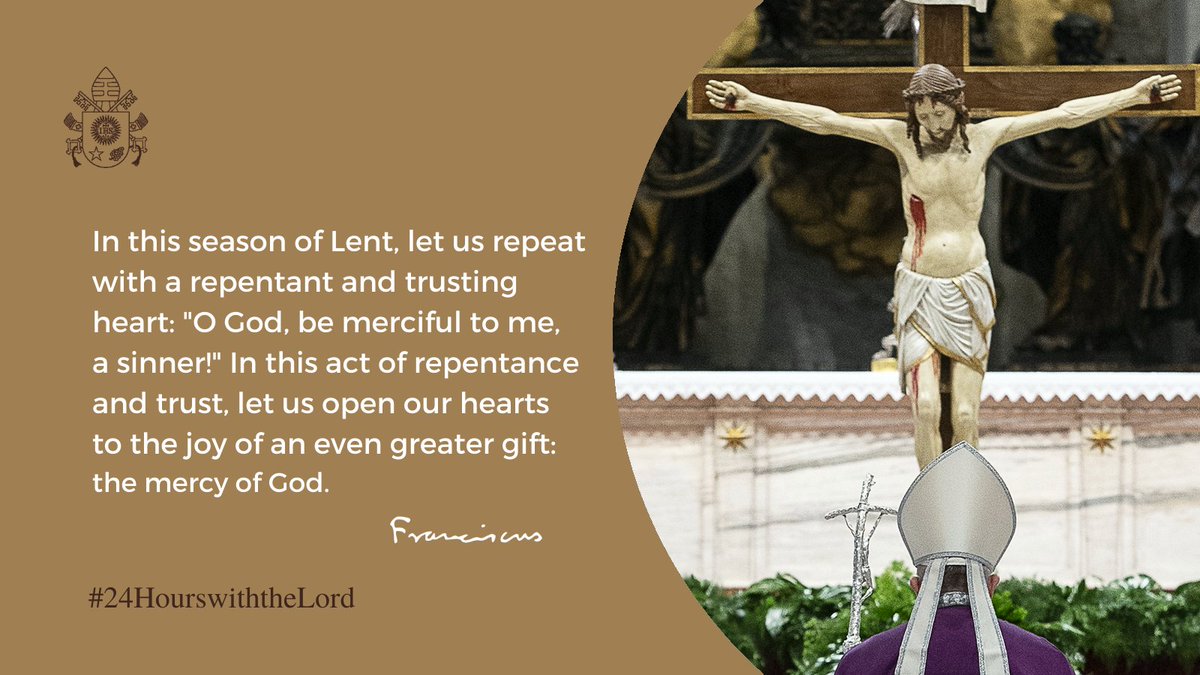 IHS
In this season of Lent, let us repeat
with a repentant and trusting
heart: "O God, be merciful to me,
a sinner!" In this act of repentance
and trust, let us open our hearts
to the joy of an even greater gift:
the mercy of God.
Franciscus
#24HourswiththeLord